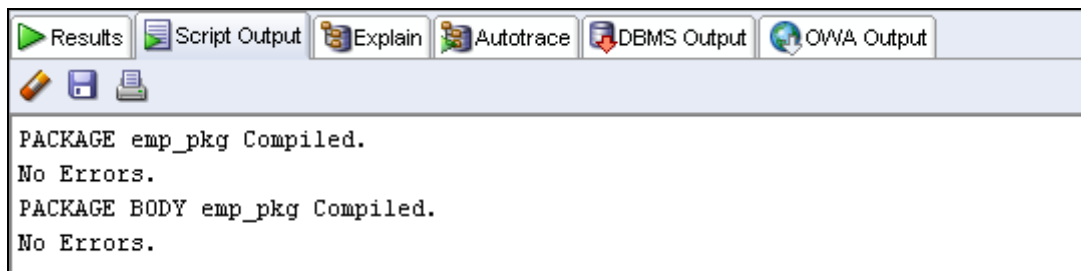 Results Script Output Explain Autotrace DBMS Output OWA Output
PACKAGE emp_pkg Compiled.
No Errors.
PACKAGE BODY emp_pkg Compiled.
No Errors.